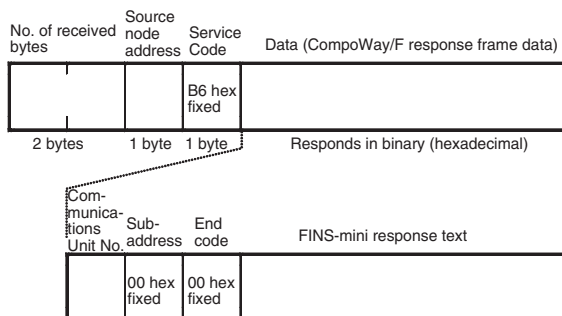 No. of received bytes
Source node address
Service Code
Data (CompoWay/F response frame data)
B6 hex fixed
2 bytes
1 byte
1 byte
Responds in binary (hexadecimal)
Com-
munica-
tions
Unit No.
Sub-
address
End
code
FINS-mini response text
00 hex
fixed
00 hex
fixed